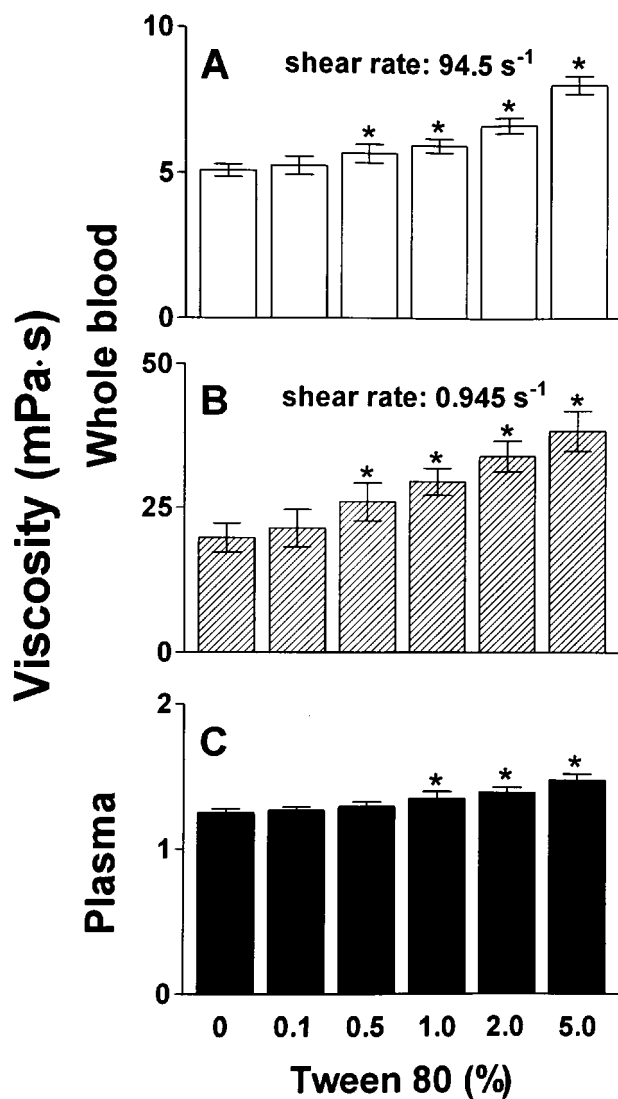 Viscosity (mPa·s)
Whole blood
10
A
shear rate: 94.5 s⁻¹
* * * *
5
0
50
B
shear rate: 0.945 s⁻¹
* * * *
25
0
Plasma
2
C
* * *
1
0
0 0.1 0.5 1.0 2.0 5.0
Tween 80 (%)